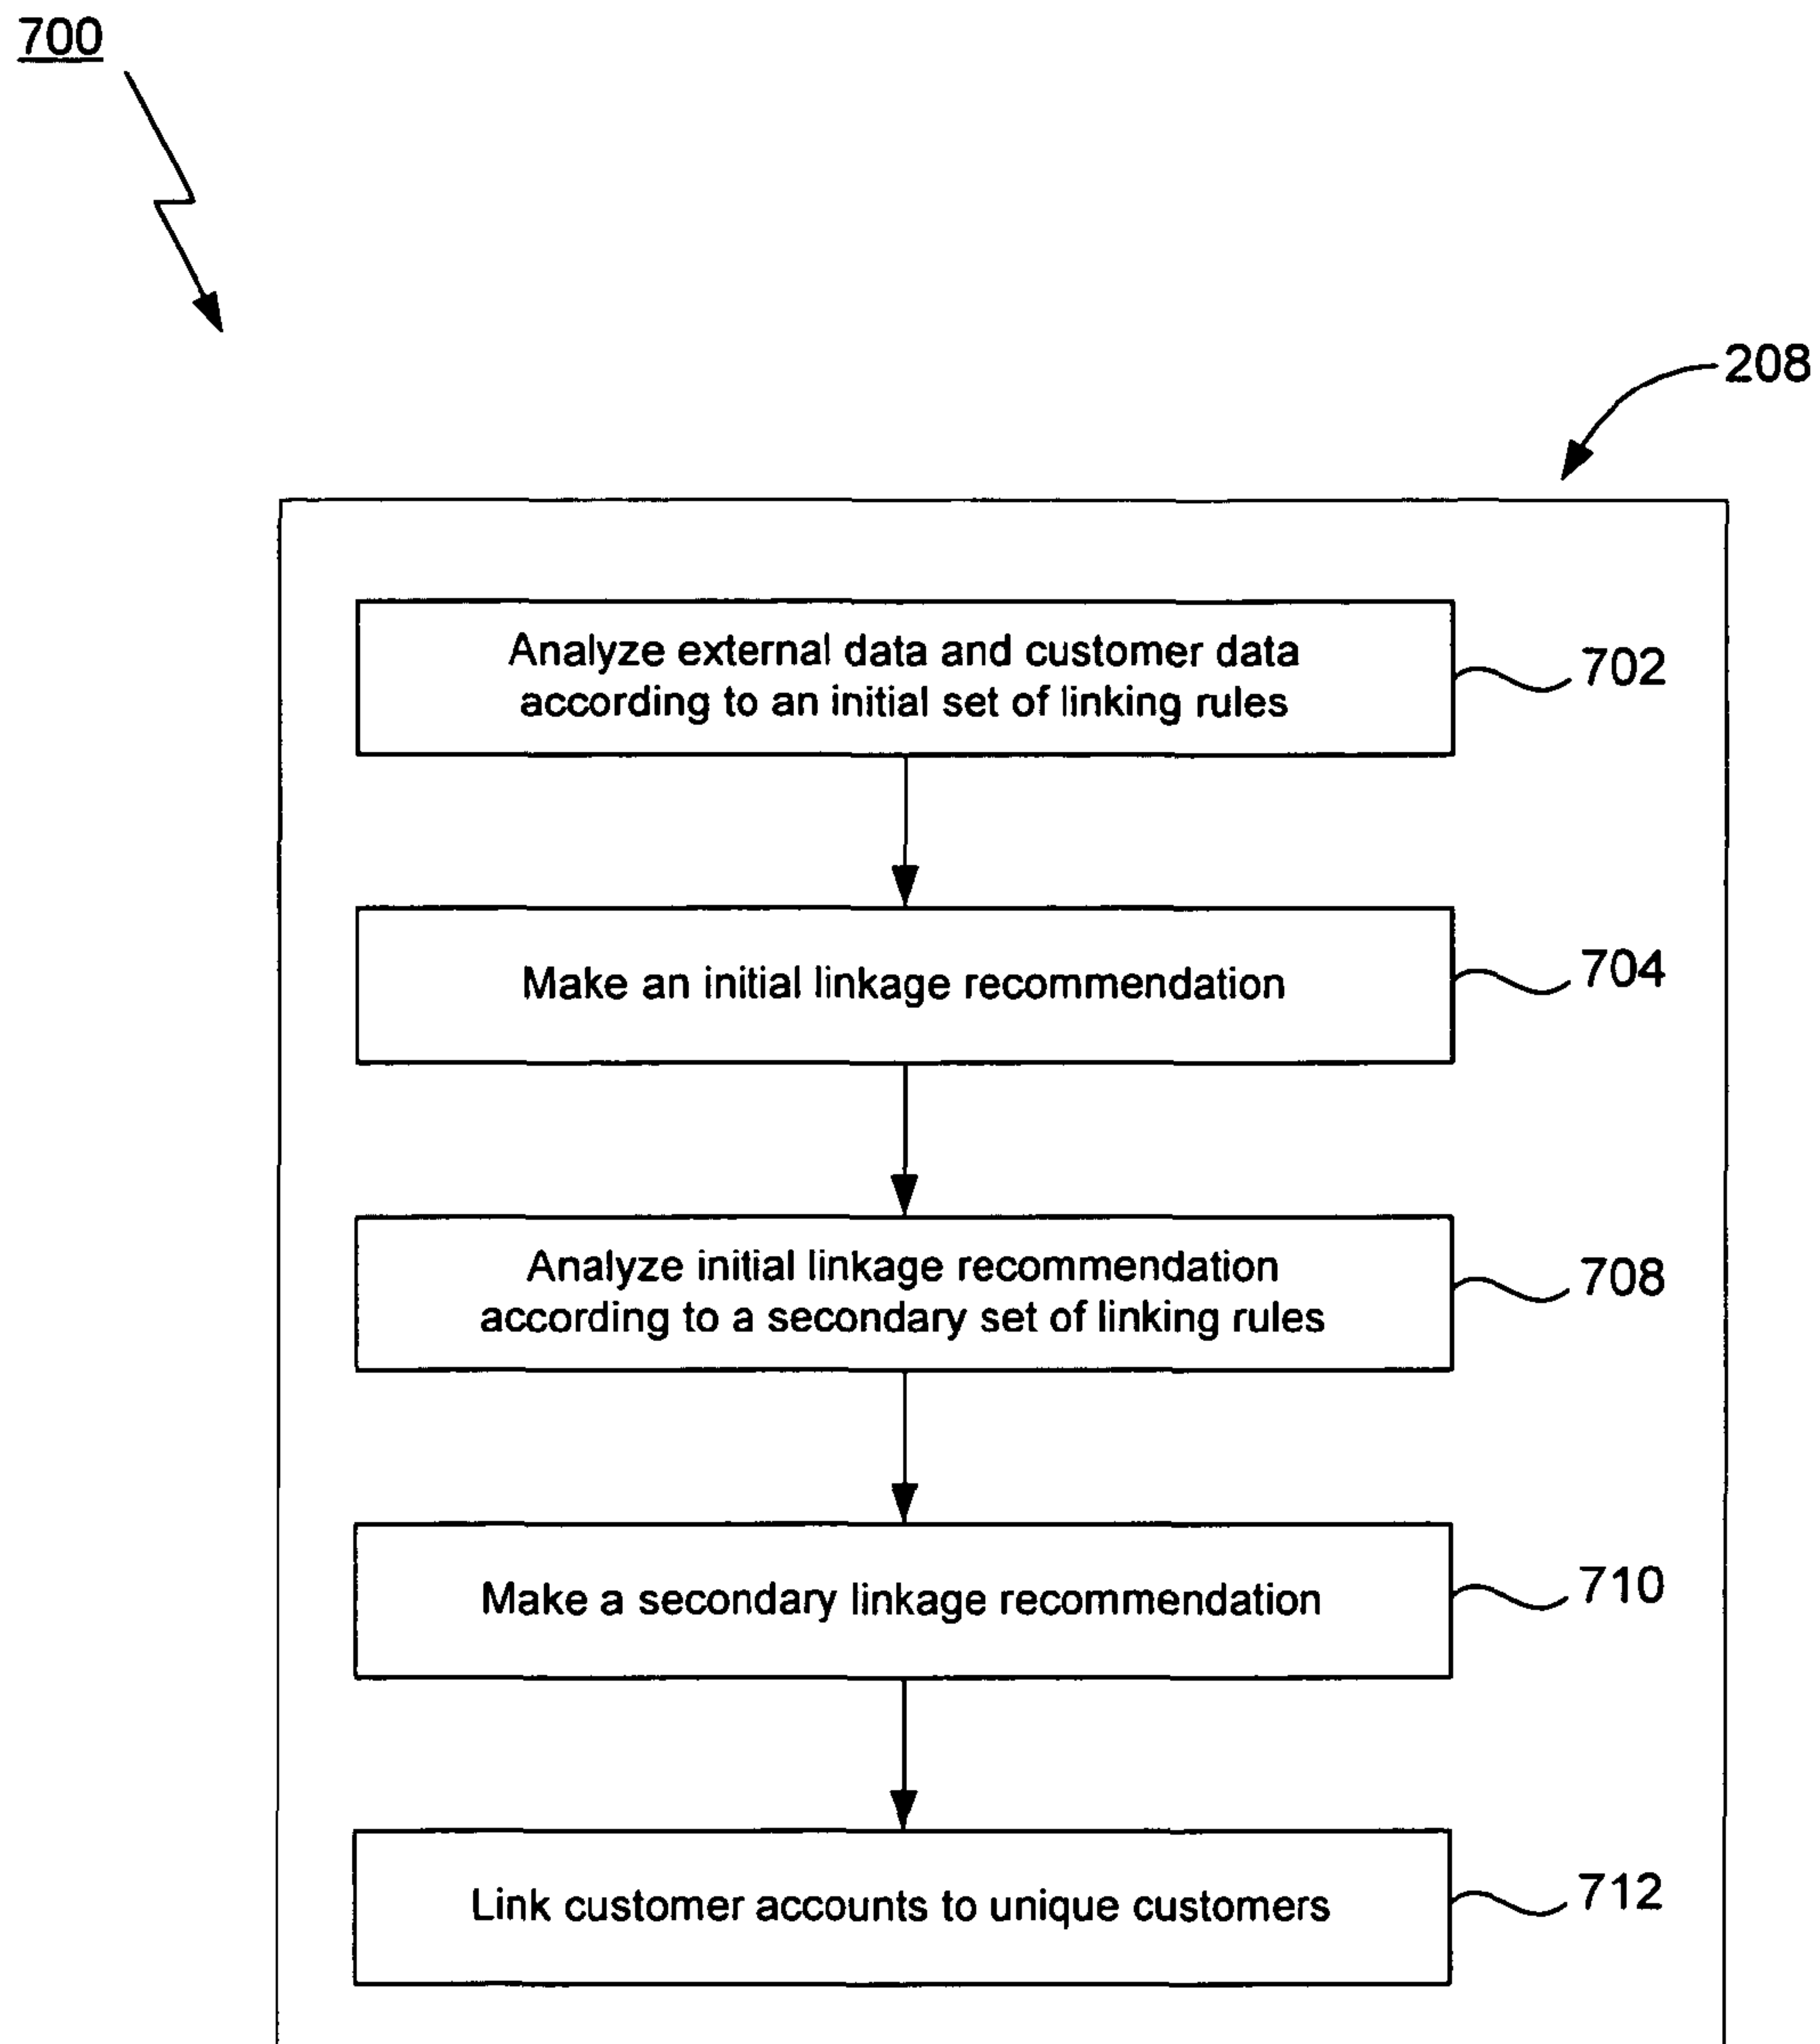 700
208
Analyze external data and customer data
according to an initial set of linking rules
702
Make an initial linkage recommendation
704
Analyze initial linkage recommendation
according to a secondary set of linking rules
708
Make a secondary linkage recommendation
710
Link customer accounts to unique customers
712